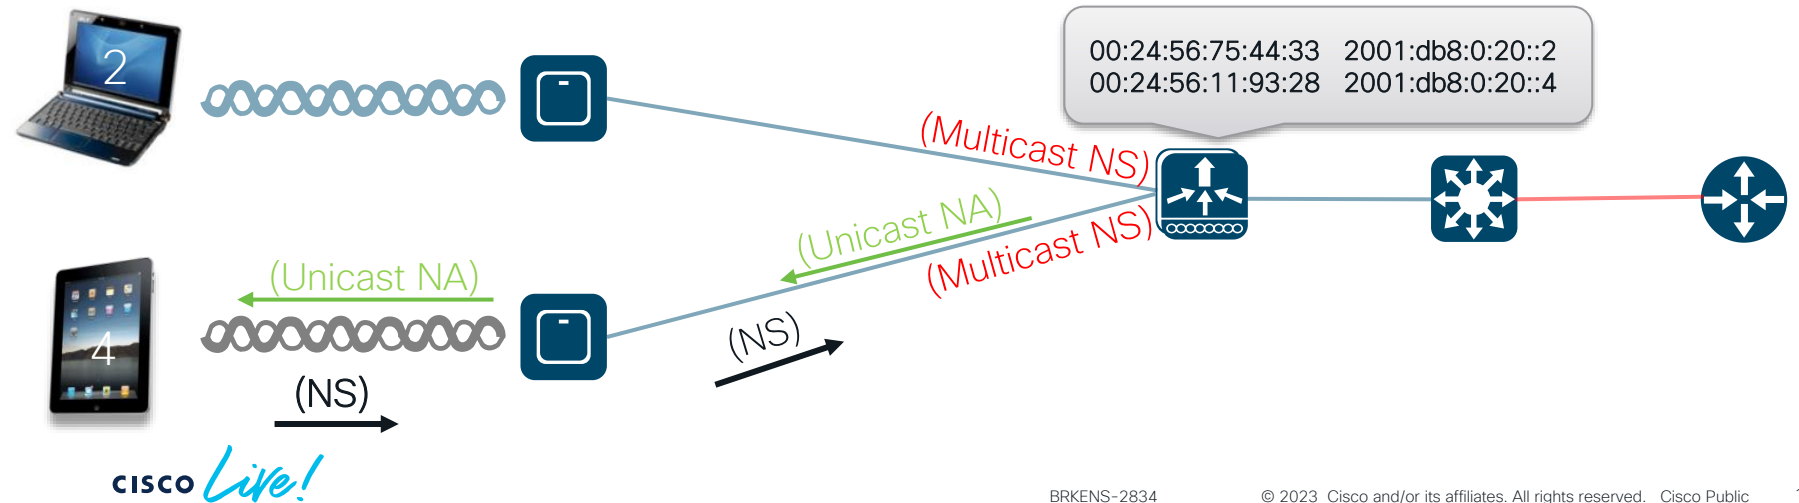 2
00:24:56:75:44:33 2001:db8:0:20::2
00:24:56:11:93:28 2001:db8:0:20::4
(Multicast NS)
(Unicast NA)
(Multicast NS)
(Unicast NA)
4
(NS)
(NS)
CISCO Live!
BRKENS-2834
© 2023 Cisco and/or its affiliates. All rights reserved. Cisco Public